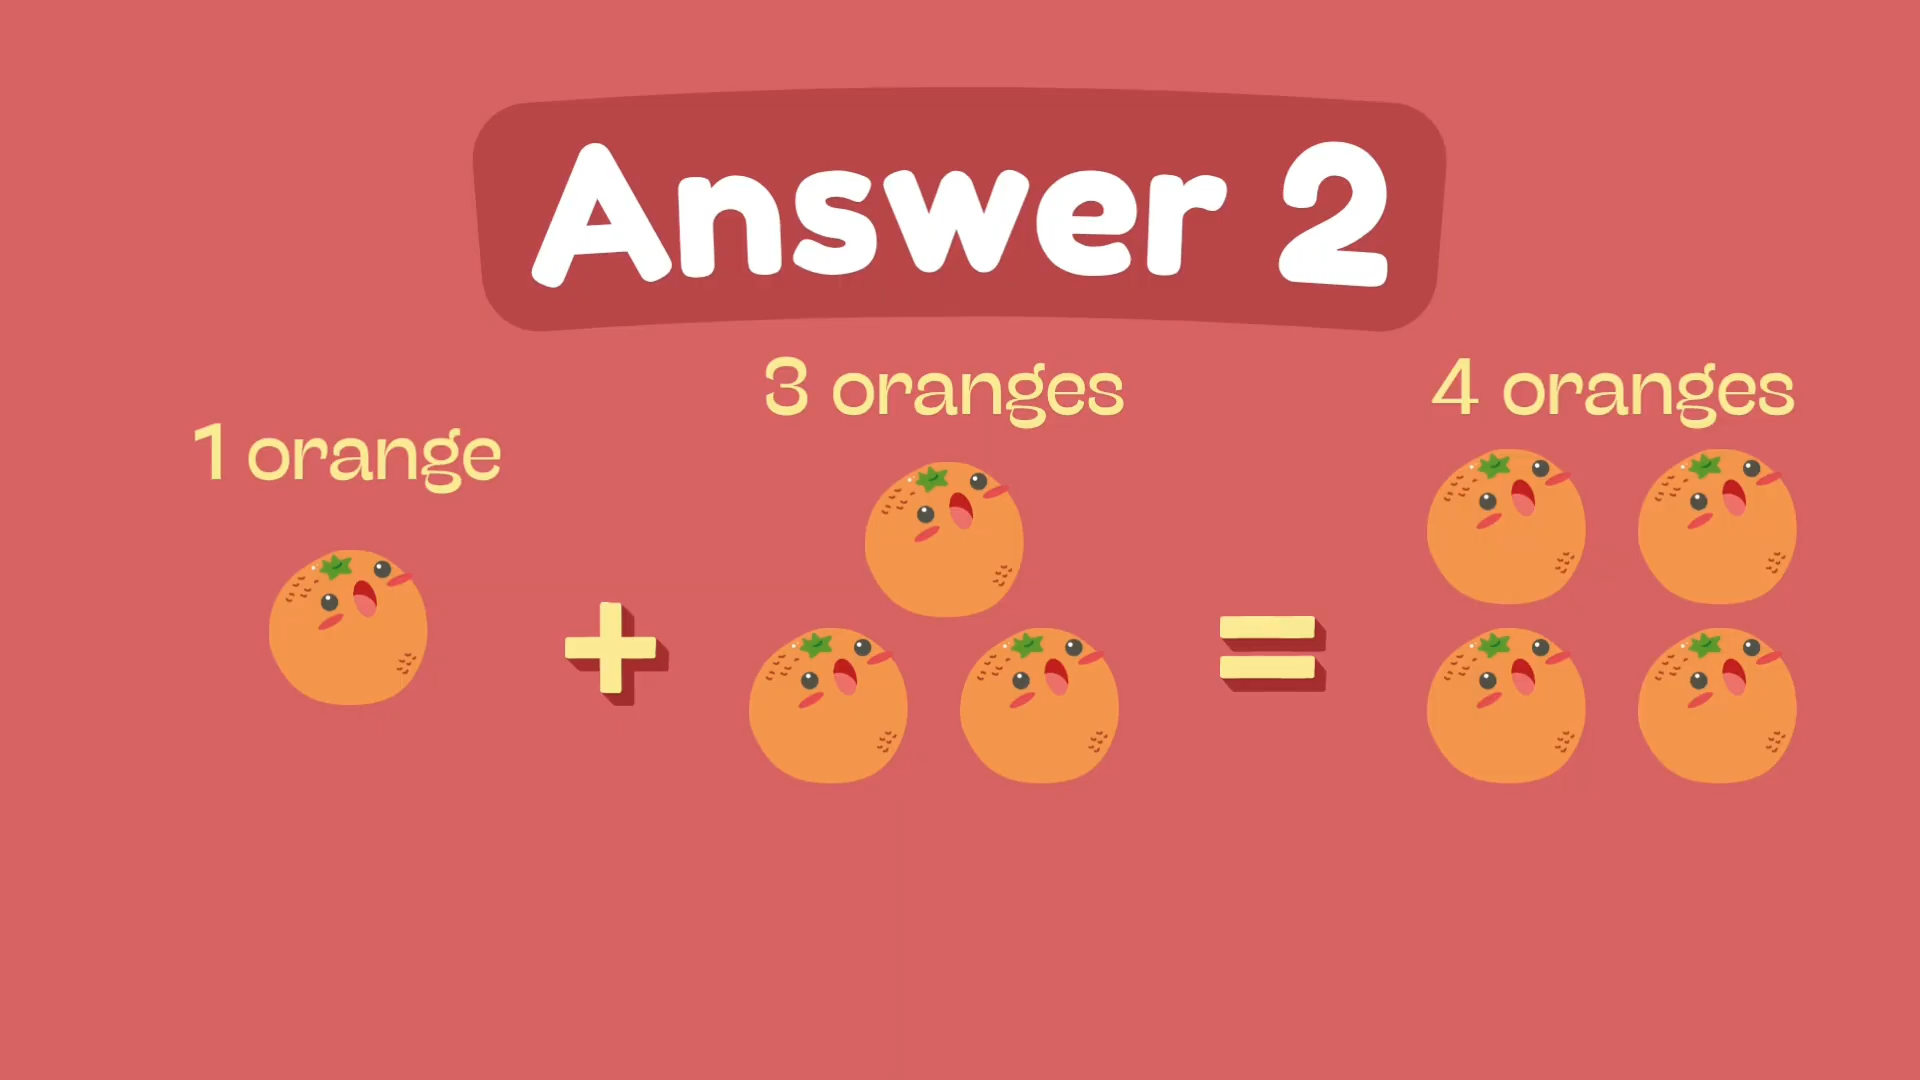 Answer 2
1 orange
3 oranges
4 oranges
+
=